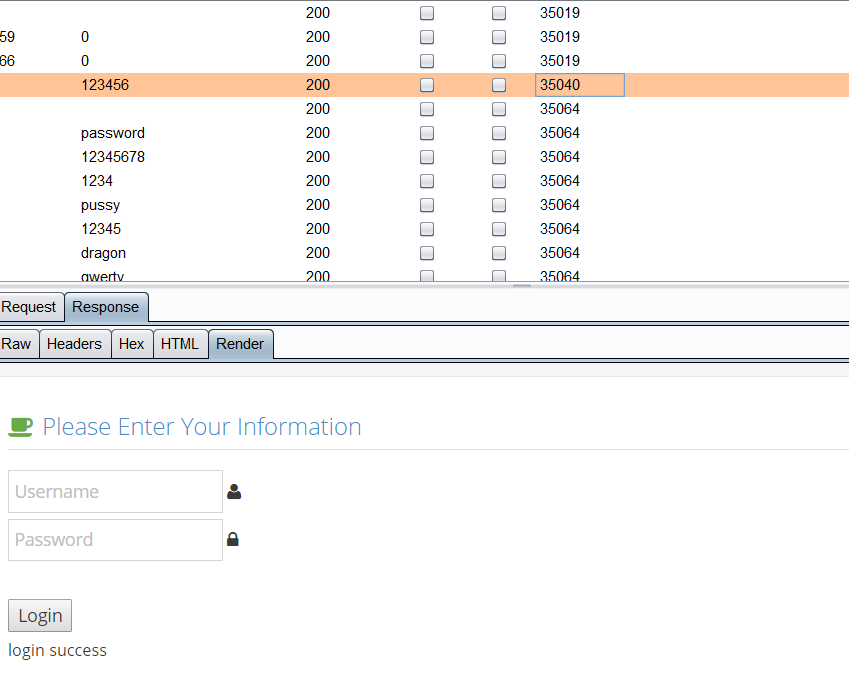 200 35019
59 0 200 35019
66 0 200 35019
123456 200 35040
200 35064
password 200 35064
12345678 200 35064
1234 200 35064
pussy 200 35064
12345 200 35064
dragon 200 35064
qwerty 200 35064
Request Response
Raw Headers Hex HTML Render
Please Enter Your Information
Username
Password
Login
login success